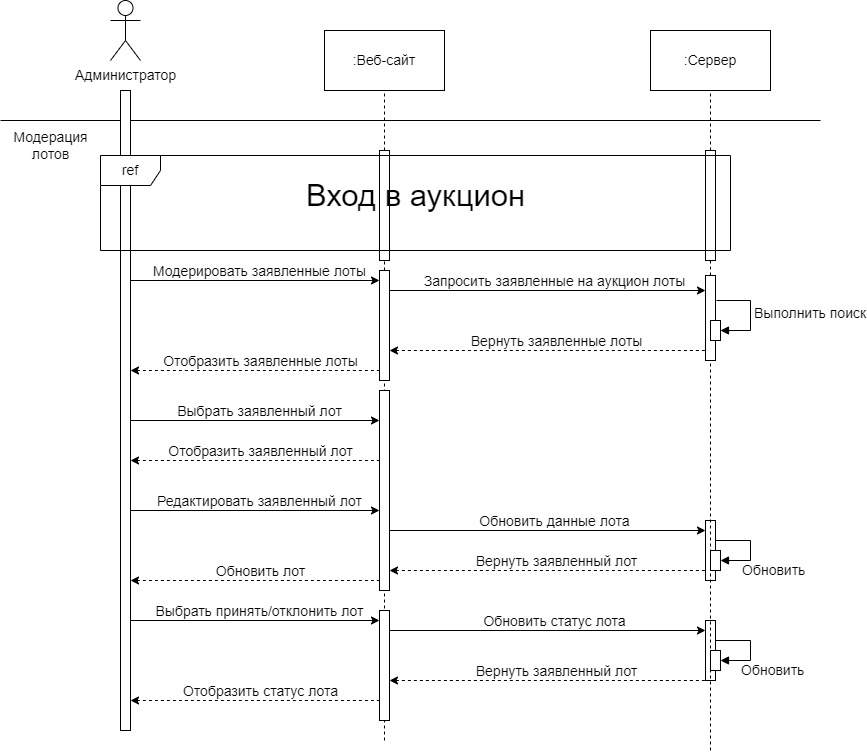 :Веб-сайт
:Сервер
Администратор
Модерация
лотов
ref
Вход в аукцион
Модерировать заявленные лоты
Запросить заявленные на аукцион лоты
Выполнить поиск
Вернуть заявленные лоты
Отобразить заявленные лоты
Выбрать заявленный лот
Отобразить заявленный лот
Редактировать заявленный лот
Обновить данные лота
Вернуть заявленный лот
Обновить
Обновить лот
Выбрать принять/отклонить лот
Обновить статус лота
Вернуть заявленный лот
Обновить
Отобразить статус лота